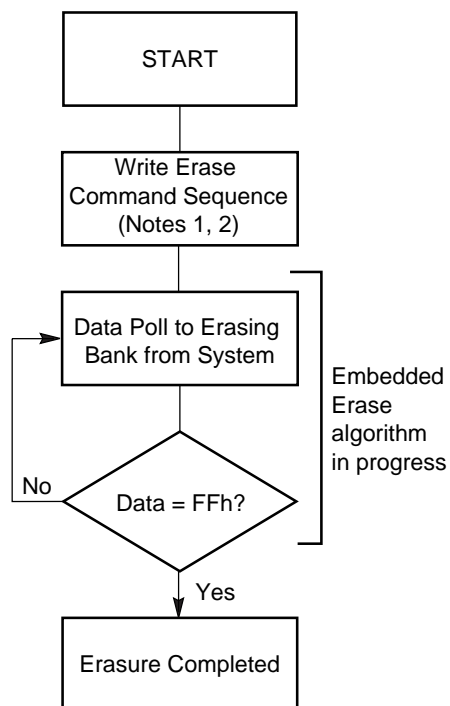 START
Write Erase
Command Sequence
(Notes 1, 2)
Data Poll to Erasing
Bank from System
Embedded
Erase
algorithm
in progress
No
Data = FFh?
Yes
Erasure Completed